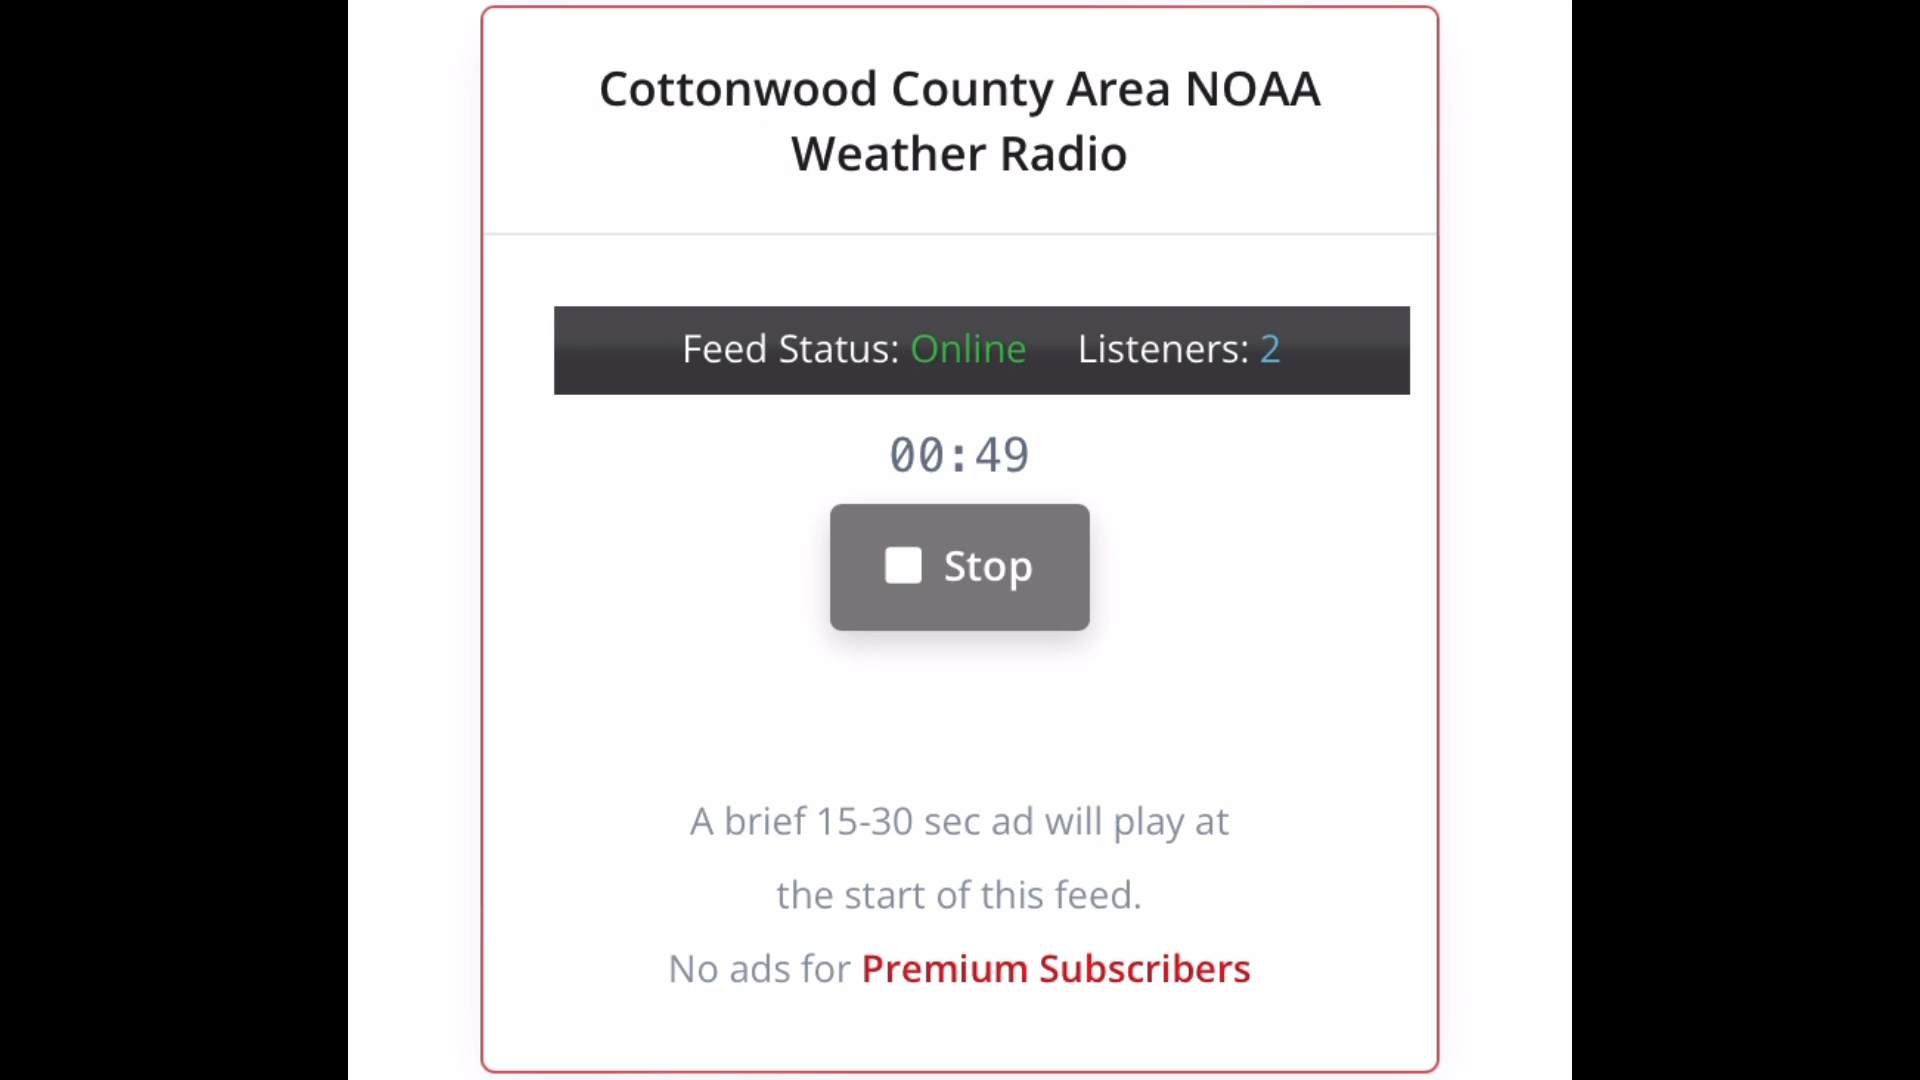 Cottonwood County Area NOAA
Weather Radio
Feed Status: Online Listeners: 2
00:49
Stop
A brief 15-30 sec ad will play at
the start of this feed.
No ads for Premium Subscribers